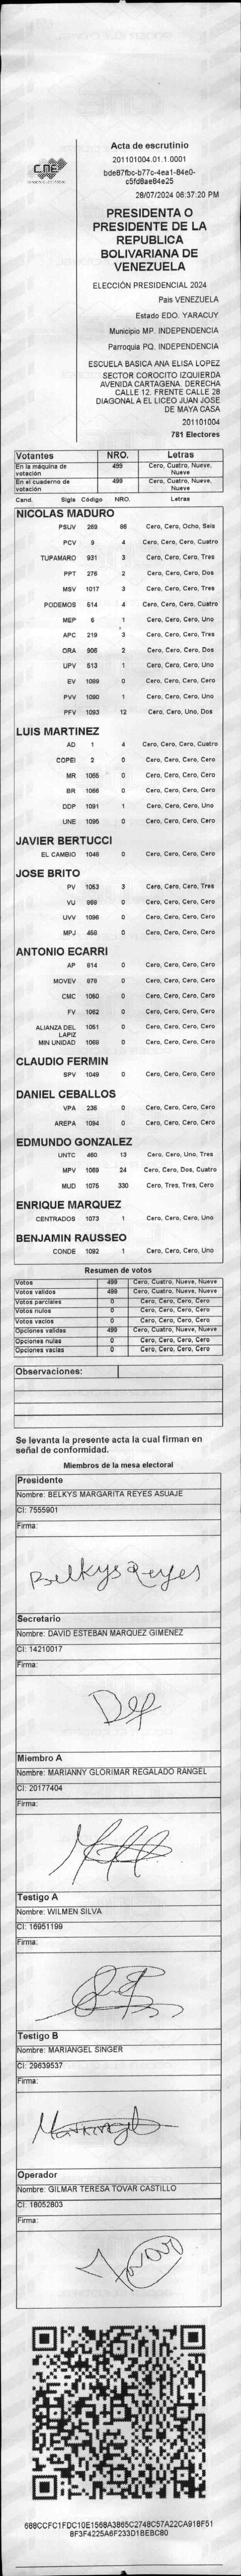 CNE
Acta de escrutinio
201101004.01.1.0001
bde87fbc-b77c-4ea1-84e0-
c5fd8ae84e25
28/07/2024 06:37:20 PM
PRESIDENTA O
PRESIDENTE DE LA
REPUBLICA
BOLIVARIANA DE
VENEZUELA
ELECCIÓN PRESIDENCIAL 2024
Pais VENEZUELA
Estado EDO. YARACUY
Municipio MP. INDEPENDENCIA
Parroquia PQ. INDEPENDENCIA
ESCUELA BASICA ANA ELISA LOPEZ
SECTOR COROCITO IZQUIERDA
AVENIDA CARTAGENA. DERECHA
CALLE 12. FRENTE CALLE 28
DIAGONAL A EL LICEO JUAN JOSE
DE MAYA CASA
201101004
781 Electores
Votantes NRO. Letras
En la máquina de votación 499 Cero, Cuatro, Nueve, Nueve
En el cuaderno de votación 499 Cero, Cuatro, Nueve, Nueve
Cand. Sigla Código NRO. Letras
NICOLAS MADURO
PSUV 269 86 Cero, Cero, Ocho, Seis
PCV 9 4 Cero, Cero, Cero, Cuatro
TUPAMARO 931 3 Cero, Cero, Cero, Tres
PPT 276 2 Cero, Cero, Cero, Dos
MSV 1017 3 Cero, Cero, Cero, Tres
PODEMOS 514 4 Cero, Cero, Cero, Cuatro
MEP 6 1 Cero, Cero, Cero, Uno
APC 219 3 Cero, Cero, Cero, Tres
ORA 906 2 Cero, Cero, Cero, Dos
UPV 513 1 Cero, Cero, Cero, Uno
EV 1089 0 Cero, Cero, Cero, Cero
PVV 1090 1 Cero, Cero, Cero, Uno
PFV 1093 12 Cero, Cero, Uno, Dos
LUIS MARTINEZ
AD 1 4 Cero, Cero, Cero, Cuatro
COPEI 2 0 Cero, Cero, Cero, Cero
MR 1065 0 Cero, Cero, Cero, Cero
BR 1066 0 Cero, Cero, Cero, Cero
DDP 1091 1 Cero, Cero, Cero, Uno
UNE 1095 0 Cero, Cero, Cero, Cero
JAVIER BERTUCCI
EL CAMBIO 1046 0 Cero, Cero, Cero, Cero
JOSE BRITO
PV 1053 3 Cero, Cero, Cero, Tres
VU 969 0 Cero, Cero, Cero, Cero
UVV 1096 0 Cero, Cero, Cero, Cero
MPJ 458 0 Cero, Cero, Cero, Cero
ANTONIO ECARRI
AP 814 0 Cero, Cero, Cero, Cero
MOVEV 878 0 Cero, Cero, Cero, Cero
CMC 1050 0 Cero, Cero, Cero, Cero
FV 1062 0 Cero, Cero, Cero, Cero
ALIANZA DEL LAPIZ 1051 0 Cero, Cero, Cero, Cero
MIN UNIDAD 1068 0 Cero, Cero, Cero, Cero
CLAUDIO FERMIN
SPV 1049 0 Cero, Cero, Cero, Cero
DANIEL CEBALLOS
VPA 236 0 Cero, Cero, Cero, Cero
AREPA 1094 0 Cero, Cero, Cero, Cero
EDMUNDO GONZALEZ
UNTC 460 13 Cero, Cero, Uno, Tres
MPV 1069 24 Cero, Cero, Dos, Cuatro
MUD 1075 330 Cero, Tres, Tres, Cero
ENRIQUE MARQUEZ
CENTRADOS 1073 1 Cero, Cero, Cero, Uno
BENJAMIN RAUSSEO
CONDE 1092 1 Cero, Cero, Cero, Uno
Resumen de votos
Votos 499 Cero, Cuatro, Nueve, Nueve
Votos validos 499 Cero, Cuatro, Nueve, Nueve
Votos parciales 0 Cero, Cero, Cero, Cero
Votos nulos 0 Cero, Cero, Cero, Cero
Votos vacios 0 Cero, Cero, Cero, Cero
Opciones validas 499 Cero, Cuatro, Nueve, Nueve
Opciones nulas 0 Cero, Cero, Cero, Cero
Opciones vacias 0 Cero, Cero, Cero, Cero
Observaciones:
Se levanta la presente acta la cual firman en
señal de conformidad.
Miembros de la mesa electoral
Presidente
Nombre: BELKYS MARGARITA REYES ASUAJE
CI: 7555901
Firma:
Belkys Reyes
Secretario
Nombre: DAVID ESTEBAN MARQUEZ GIMENEZ
CI: 14210017
Firma:
Miembro A
Nombre: MARIANNY GLORIMAR REGALADO RANGEL
CI: 20177404
Firma:
Testigo A
Nombre: WILMEN SILVA
CI: 16951199
Firma:
Testigo B
Nombre: MARIANGEL SINGER
CI: 29639537
Firma:
Mariangel
Operador
Nombre: GILMAR TERESA TOVAR CASTILLO
CI: 18052803
Firma:
Tovar
688CCFC1FDC10E1568A3865C2748C57A22CA918F51
8F3F4225A6F233D1BEBC80